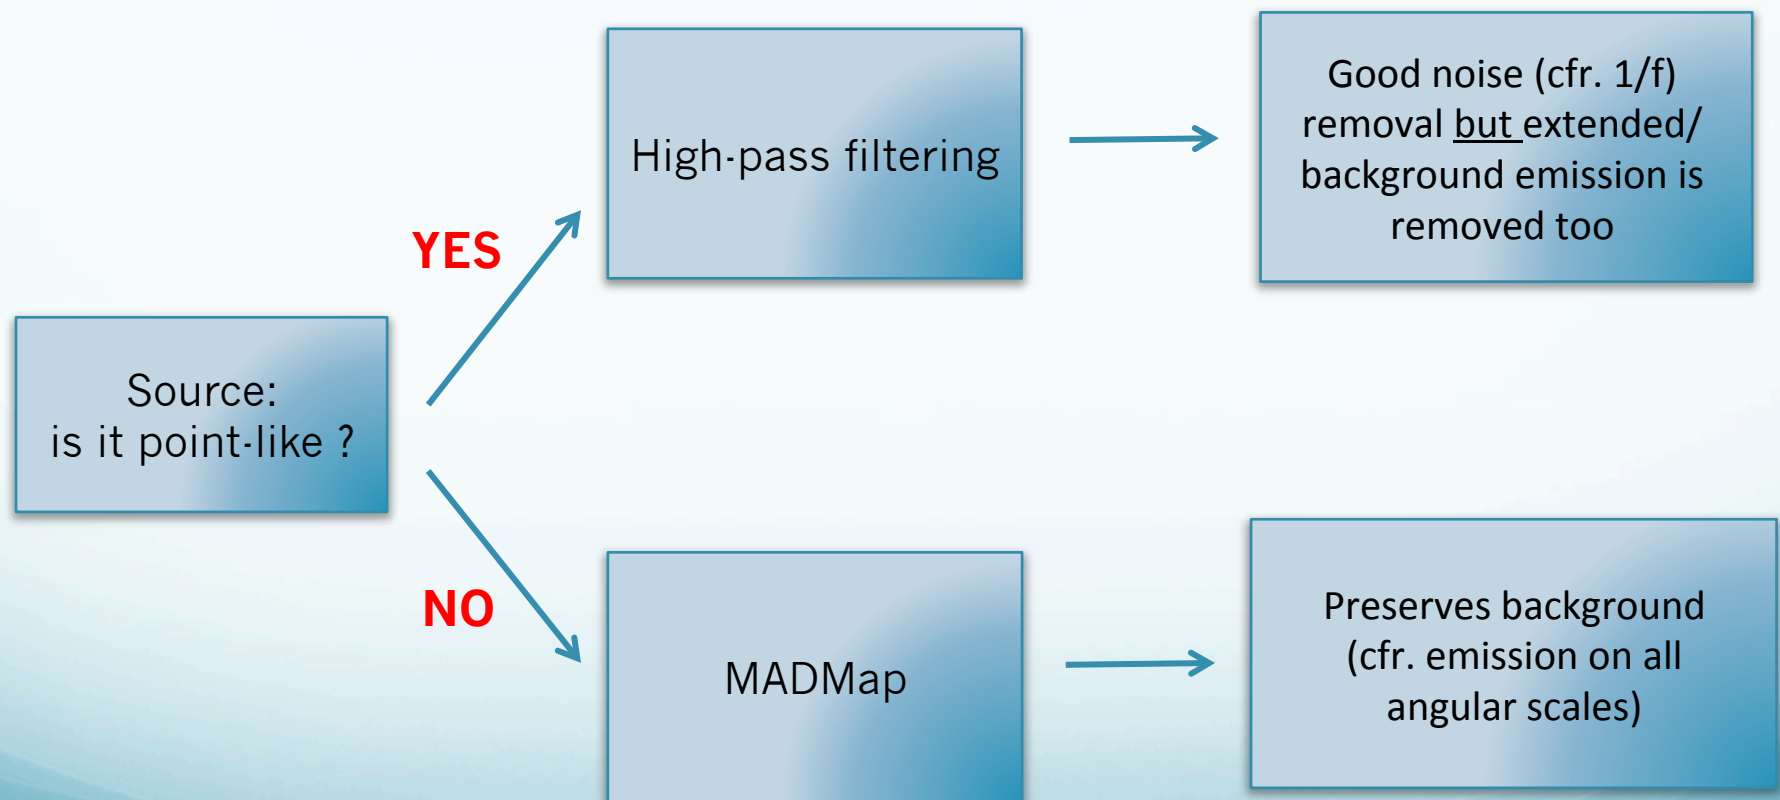 Source:
is it point-like ?
YES
High-pass filtering
Good noise (cfr. 1/f)
removal but extended/
background emission is
removed too
NO
MADMap
Preserves background
(cfr. emission on all
angular scales)